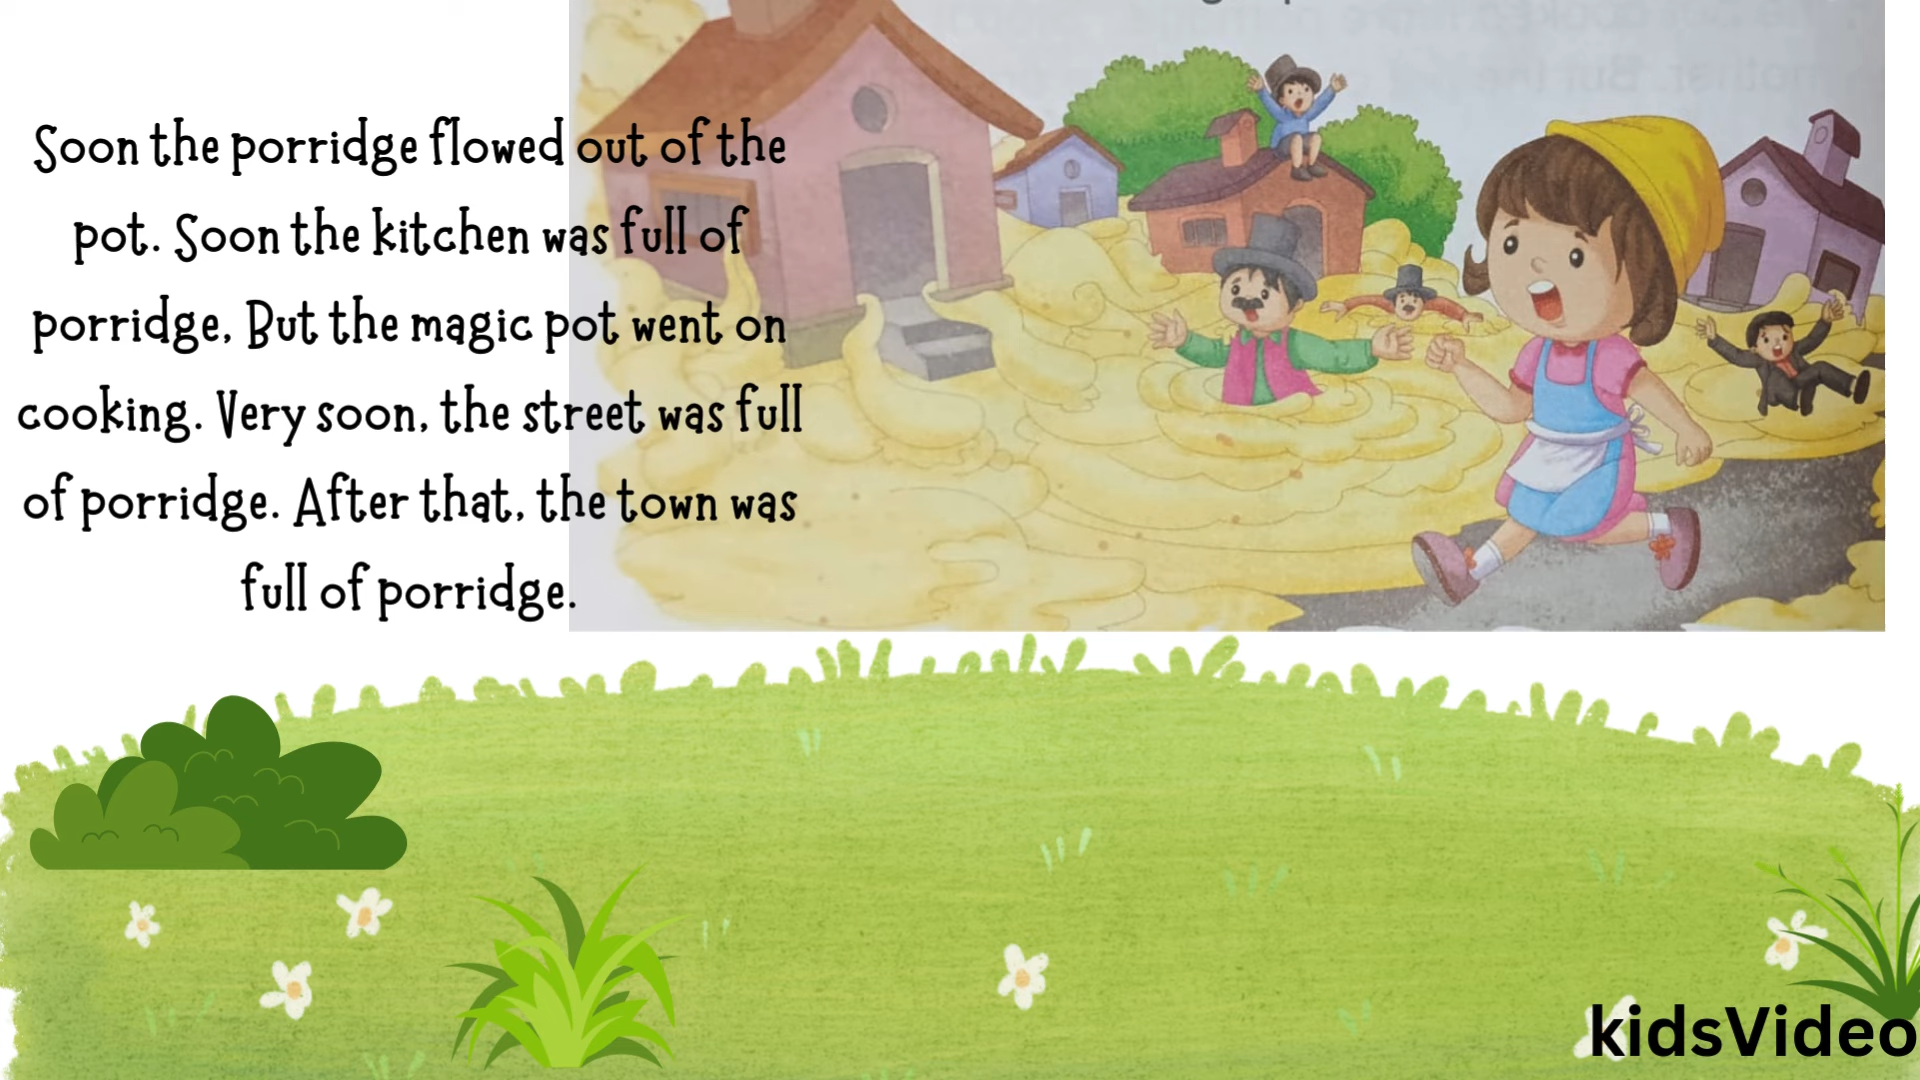 Soon the porridge flowed out of the
pot. Soon the kitchen was full of
porridge, But the magic pot went on
cooking. Very soon, the street was full
of porridge. After that, the town was
full of porridge.
kidsVideo